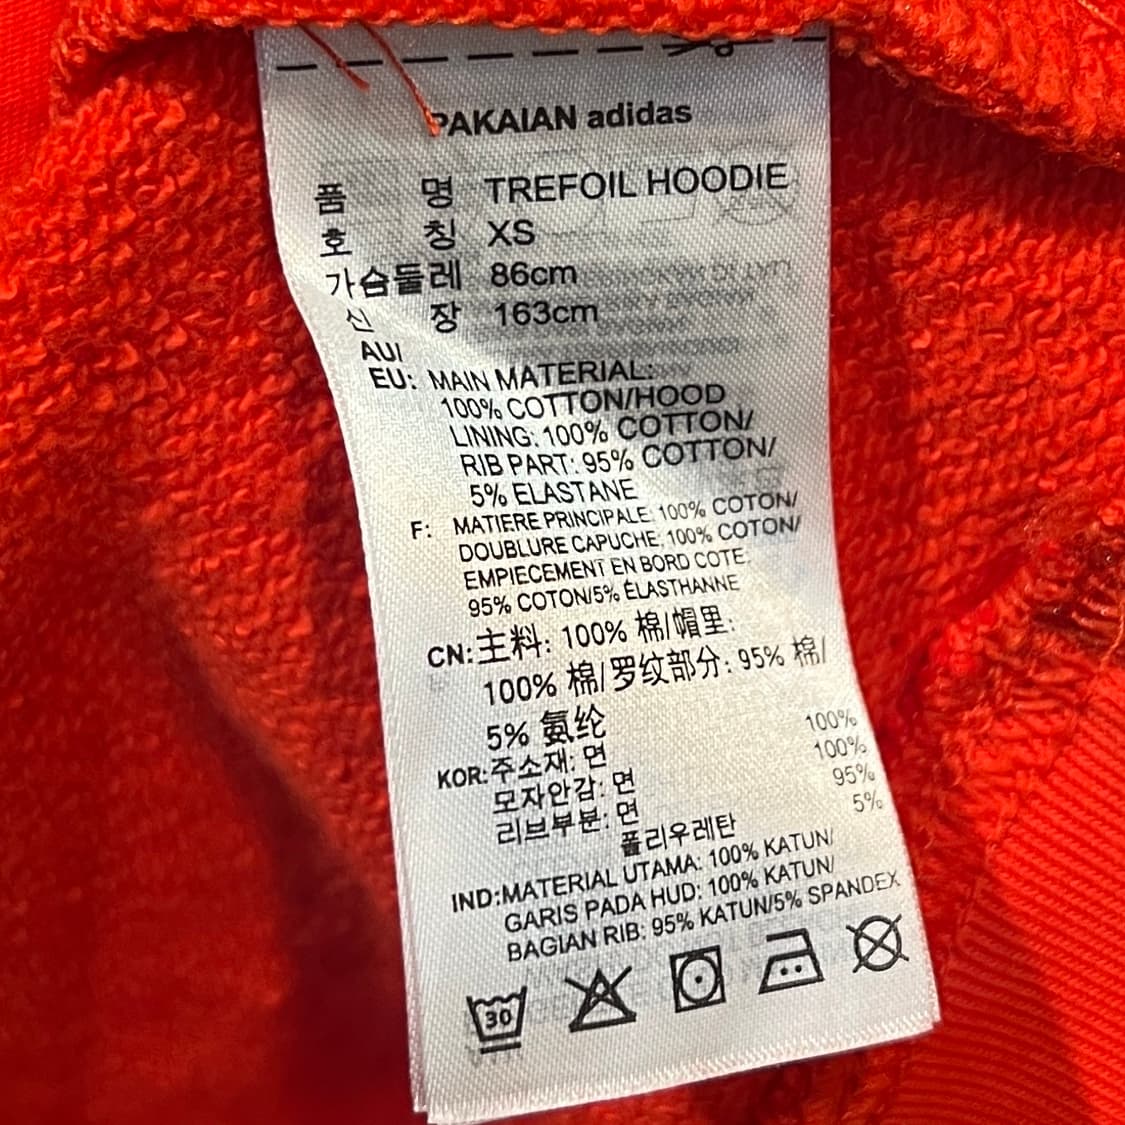 PAKAIAN adidas
품 명 TREFOIL HOODIE
호 칭 XS
가슴둘레 86cm
신 장 163cm
AU/
EU: MAIN MATERIAL:
100% COTTON/HOOD
LINING: 100% COTTON/
RIB PART: 95% COTTON/
5% ELASTANE
F: MATIERE PRINCIPALE: 100% COTON/
DOUBLURE CAPUCHE: 100% COTON/
EMPIECEMENT EN BORD COTE:
95% COTON/5% ÉLASTHANNE
CN: 主料: 100% 棉/帽里:
100% 棉/罗纹部分: 95% 棉/
5% 氨纶
KOR: 주소재: 면 100%
모자안감: 면 100%
리브부분: 면 95%
폴리우레탄 5%
IND: MATERIAL UTAMA: 100% KATUN/
GARIS PADA HUD: 100% KATUN/
BAGIAN RIB: 95% KATUN/5% SPANDEX
30